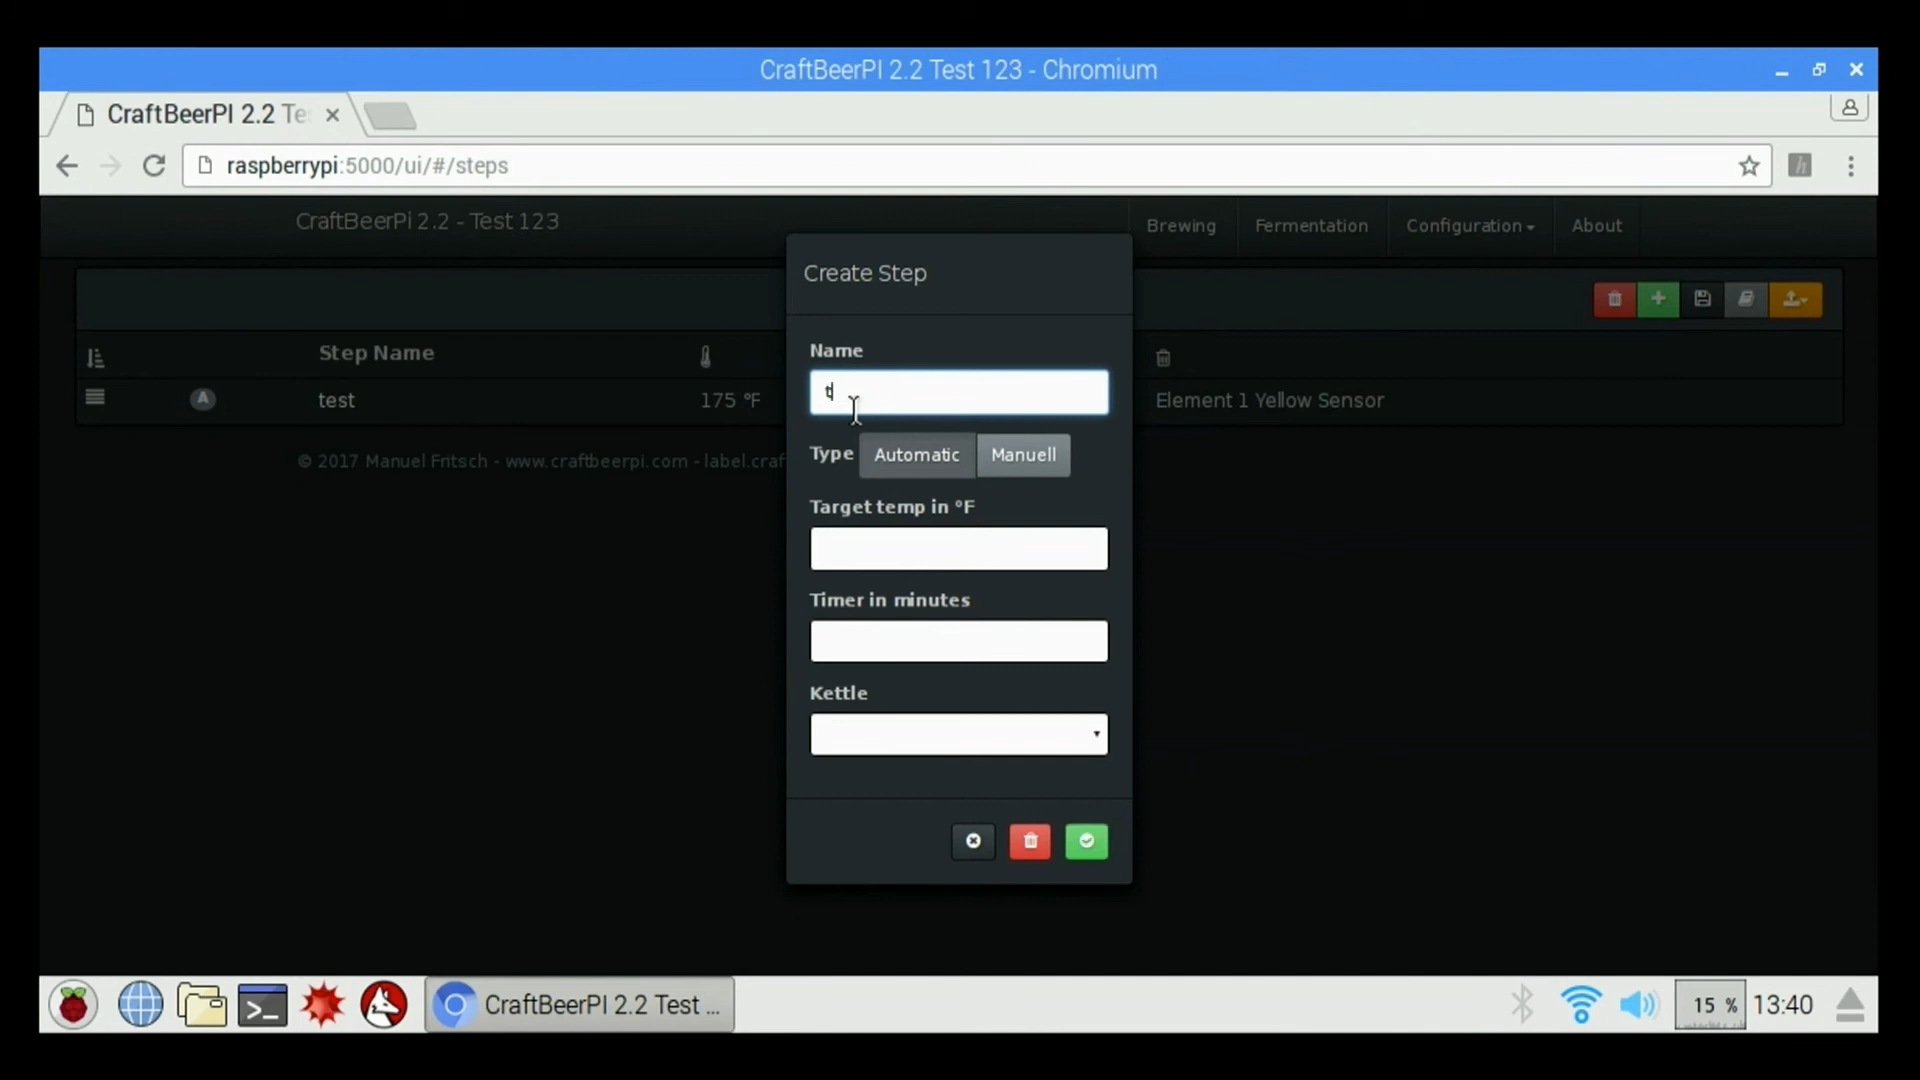 CraftBeerPI 2.2 Test 123 - Chromium
CraftBeerPI 2.2 Te
raspberrypi:5000/ui/#/steps
CraftBeerPi 2.2 - Test 123
Brewing
Fermentation
Configuration
About
Create Step
Step Name
A
test
175 °F
Element 1 Yellow Sensor
© 2017 Manuel Fritsch - www.craftbeerpi.com - label.craf
Name
t
Type
Automatic
Manuell
Target temp in °F
Timer in minutes
Kettle
CraftBeerPI 2.2 Test ...
15 %
13:40